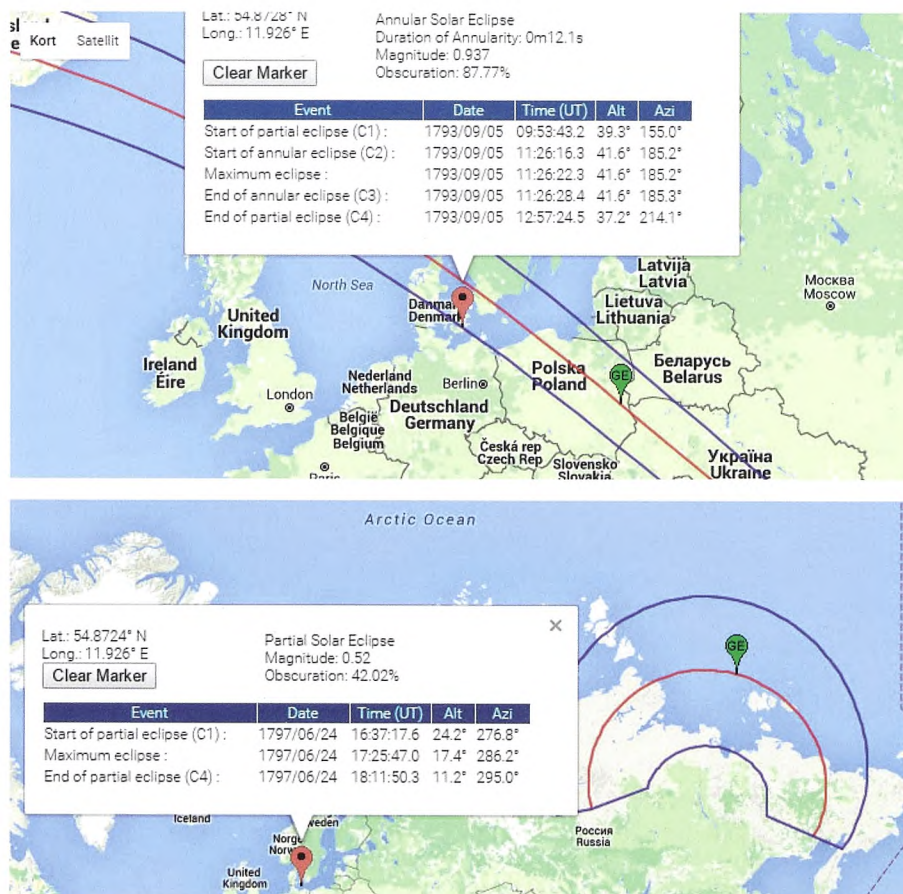 Lat.: 54.8728° N
Long.: 11.926° E
Clear Marker
Annular Solar Eclipse
Duration of Annularity: 0m12.1s
Magnitude: 0.937
Obscuration: 87.77%
Kort Satellit
Event Date Time (UT) Alt Azi
Start of partial eclipse (C1) : 1793/09/05 09:53:43.2 39.3° 155.0°
Start of annular eclipse (C2) : 1793/09/05 11:26:16.3 41.6° 185.2°
Maximum eclipse : 1793/09/05 11:26:22.3 41.6° 185.2°
End of annular eclipse (C3) : 1793/09/05 11:26:28.4 41.6° 185.3°
End of partial eclipse (C4) : 1793/09/05 12:57:24.5 37.2° 214.1°
North Sea
Denmark
Latvija
Latvia
Lietuva
Lithuania
Москва
Moscow
United
Kingdom
Ireland
Éire
London
Nederland
Netherlands
Berlin
Polska
Poland
GE
Беларусь
Belarus
België
Belgique
Belgium
Deutschland
Germany
Česká rep
Czech Rep
Slovensko
Slovakia
Україна
Ukraine
Paris
Arctic Ocean
Lat.: 54.8724° N
Long.: 11.926° E
Clear Marker
Partial Solar Eclipse
Magnitude: 0.52
Obscuration: 42.02%
Event Date Time (UT) Alt Azi
Start of partial eclipse (C1) : 1797/06/24 16:37:17.6 24.2° 276.8°
Maximum eclipse : 1797/06/24 17:25:47.0 17.4° 286.2°
End of partial eclipse (C4) : 1797/06/24 18:11:50.3 11.2° 295.0°
GE
Iceland
Россия
Russia
United
Kingdom